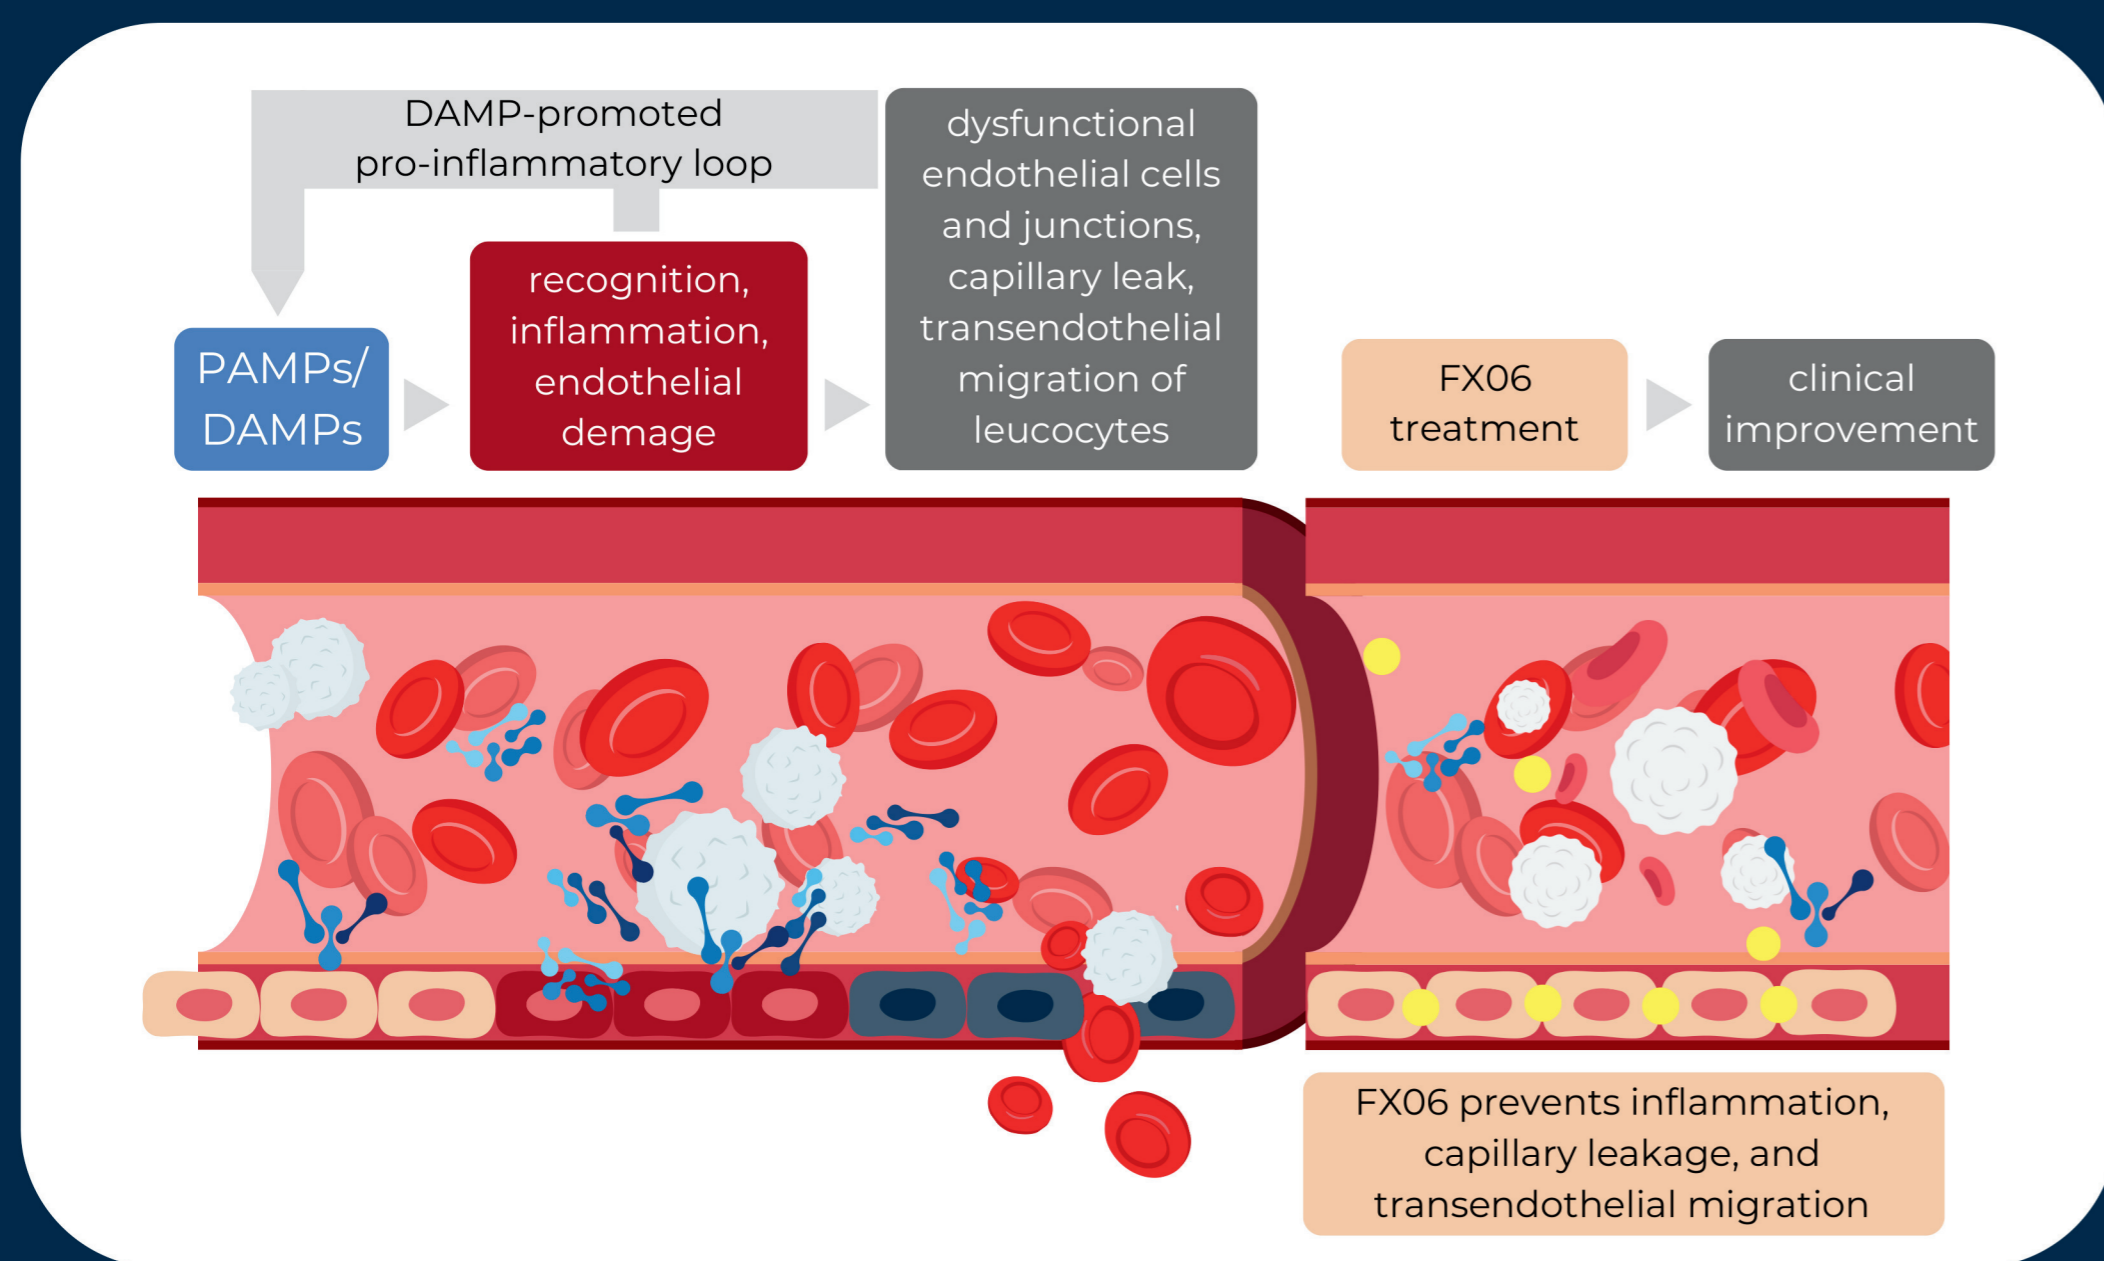 DAMP-promoted
pro-inflammatory loop
PAMPs/
DAMPs
recognition,
inflammation,
endothelial
demage
dysfunctional
endothelial cells
and junctions,
capillary leak,
transendothelial
migration of
leucocytes
FX06
treatment
clinical
improvement
FX06 prevents inflammation,
capillary leakage, and
transendothelial migration